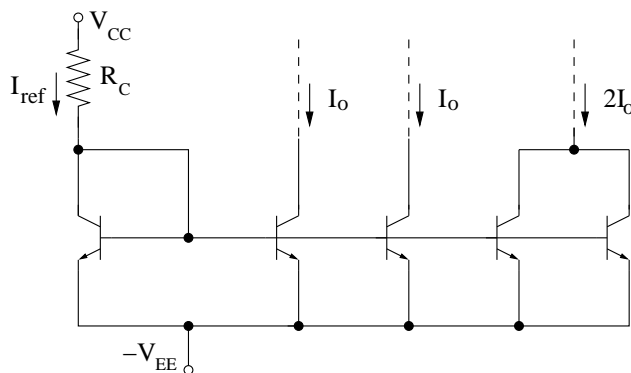 V_CC
R_C
I_ref
I_o
I_o
2I_o
−V_EE